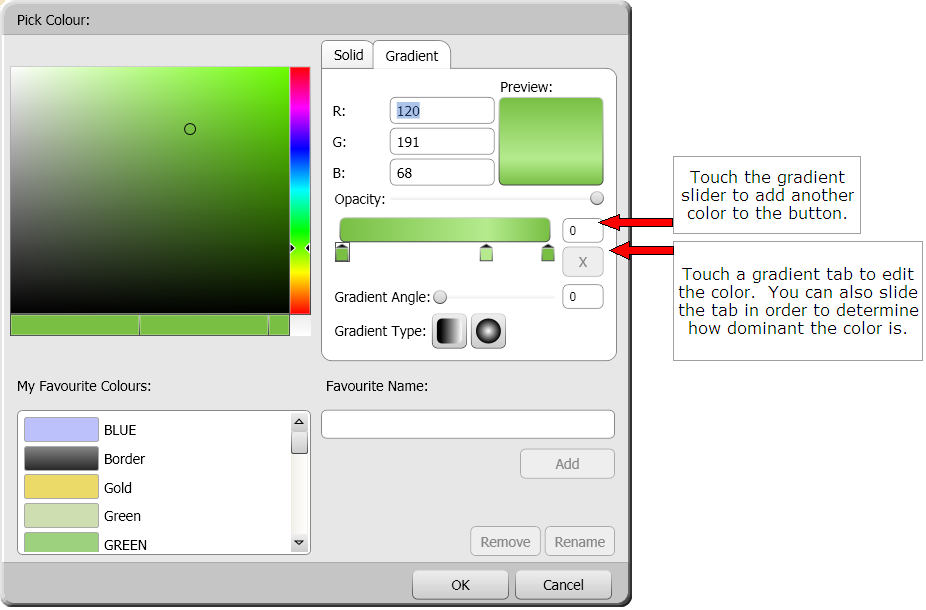 Pick Colour:
Solid
Gradient
Preview:
R:
120
G:
191
B:
68
Opacity:
0
X
Gradient Angle:
0
Gradient Type:
Touch the gradient
slider to add another
color to the button.
Touch a gradient tab to edit
the color.  You can also slide
the tab in order to determine
how dominant the color is.
My Favourite Colours:
BLUE
Border
Gold
Green
GREEN
Favourite Name:
Add
Remove
Rename
OK
Cancel